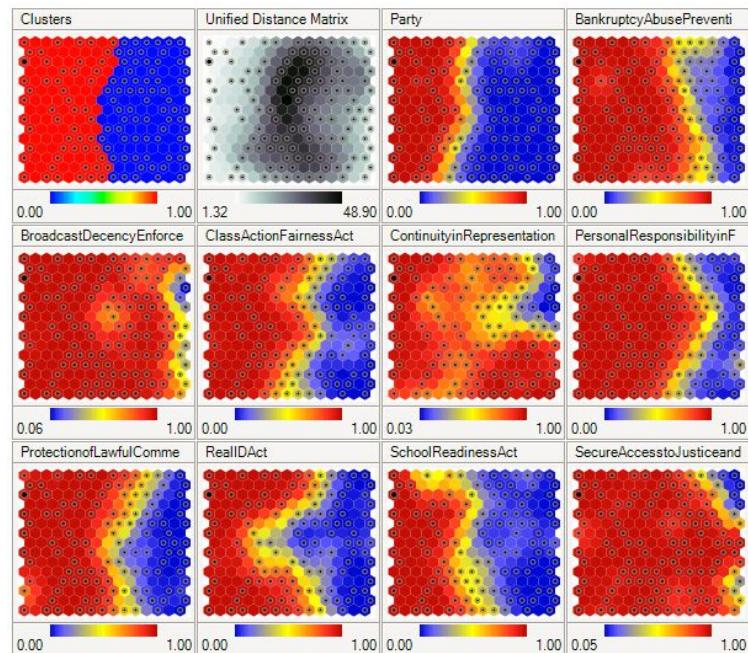 Clusters
Unified Distance Matrix
Party
BankruptcyAbusePreventi
0.00 1.00
1.32 48.90
0.00 1.00
0.00 1.00
BroadcastDecencyEnforce
ClassActionFairnessAct
ContinuityinRepresentation
PersonalResponsibilityinF
0.06 1.00
0.00 1.00
0.03 1.00
0.00 1.00
ProtectionofLawfulComme
RealIDAct
SchoolReadinessAct
SecureAccesstoJusticeand
0.00 1.00
0.00 1.00
0.00 1.00
0.05 1.00